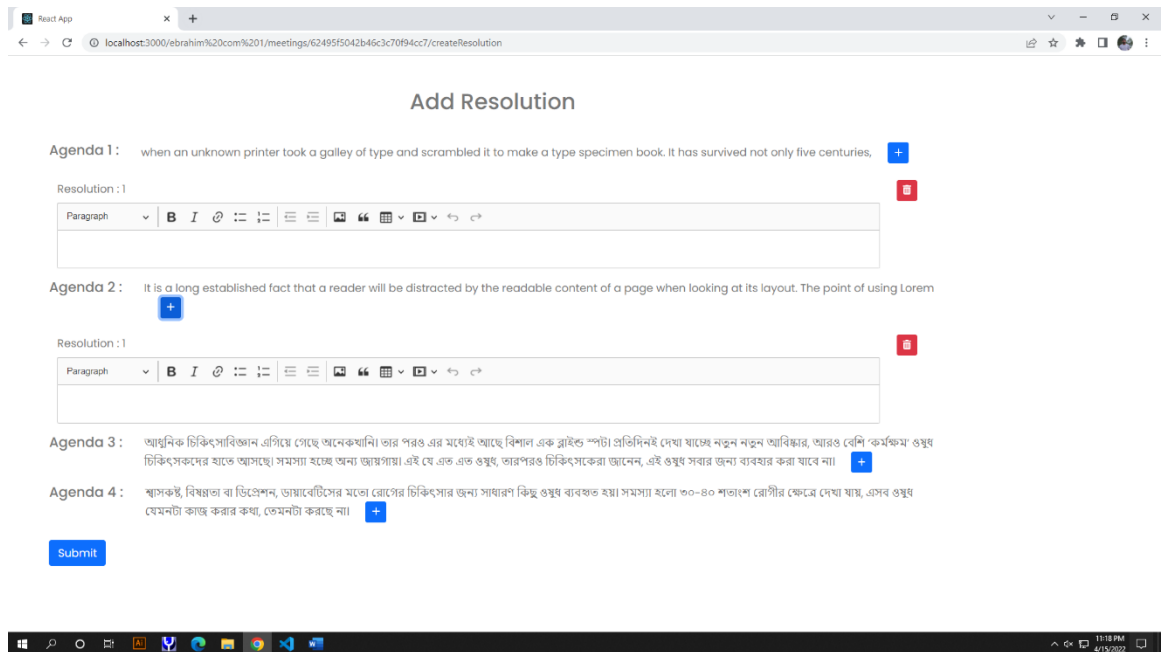 React App
localhost:3000/ebrahim%20com%201/meetings/62495f5042b46c3c70f94cc7/createResolution
Add Resolution
Agenda 1 : when an unknown printer took a galley of type and scrambled it to make a type specimen book. It has survived not only five centuries, +
Resolution : 1
Paragraph B I
Agenda 2 : It is a long established fact that a reader will be distracted by the readable content of a page when looking at its layout. The point of using Lorem
+
Resolution : 1
Paragraph B I
Agenda 3 : আধুনিক চিকিৎসাবিজ্ঞান এগিয়ে গেছে অনেকখানি। তার পরও এর মধ্যেই আছে বিশাল এক ব্লাইন্ড স্পট। প্রতিদিনই দেখা যাচ্ছে নতুন নতুন আবিষ্কার, আরও বেশি ‘কর্মক্ষম’ ওষুধ
চিকিৎসকদের হাতে আসছে। সমস্যা হচ্ছে অন্য জায়গায়। এই যে এত এত ওষুধ, তারপরও চিকিৎসকেরা জানেন, এই ওষুধ সবার জন্য ব্যবহার করা যাবে না। +
Agenda 4 : শ্বাসকষ্ট, বিষণ্নতা বা ডিপ্রেশন, ডায়াবেটিসের মতো রোগের চিকিৎসার জন্য সাধারণ কিছু ওষুধ ব্যবহৃত হয়। সমস্যা হলো ৩০-৪০ শতাংশ রোগীর ক্ষেত্রে দেখা যায়, এসব ওষুধ
যেমনটা কাজ করার কথা, তেমনটা করছে না। +
Submit
Ai
11:18 PM
4/15/2022